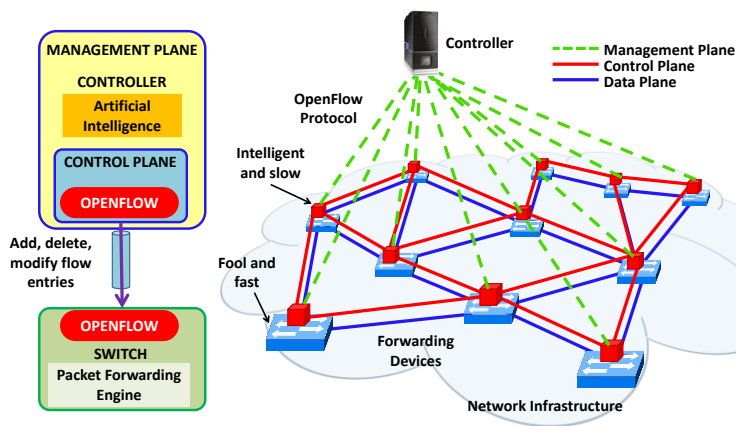 MANAGEMENT PLANE
CONTROLLER
Artificial
Intelligence
CONTROL PLANE
OPENFLOW
Add, delete,
modify flow
entries
OPENFLOW
SWITCH
Packet Forwarding
Engine
Controller
OpenFlow
Protocol
Intelligent
and slow
Fool and
fast
Forwarding
Devices
Network Infrastructure
Management Plane
Control Plane
Data Plane